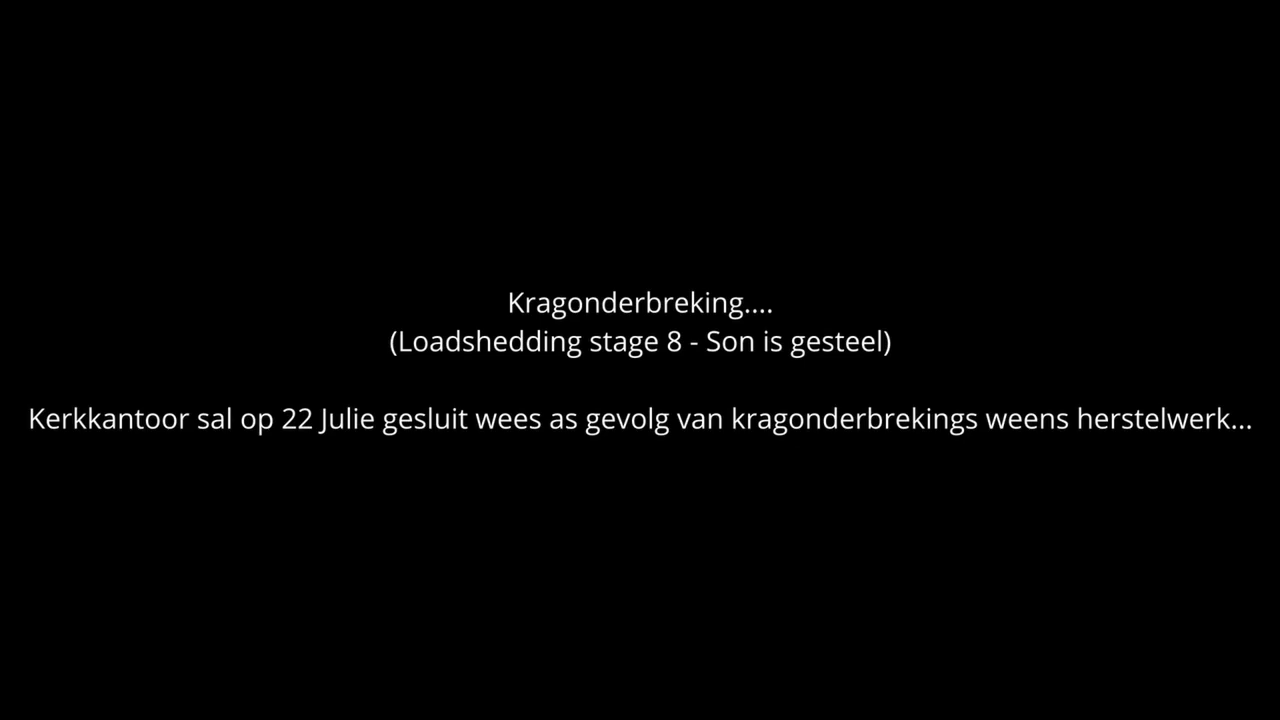 Kragonderbreking....
(Loadshedding stage 8 - Son is gesteel)
Kerkkantoor sal op 22 Julie gesluit wees as gevolg van kragonderbrekings weens herstelwerk...